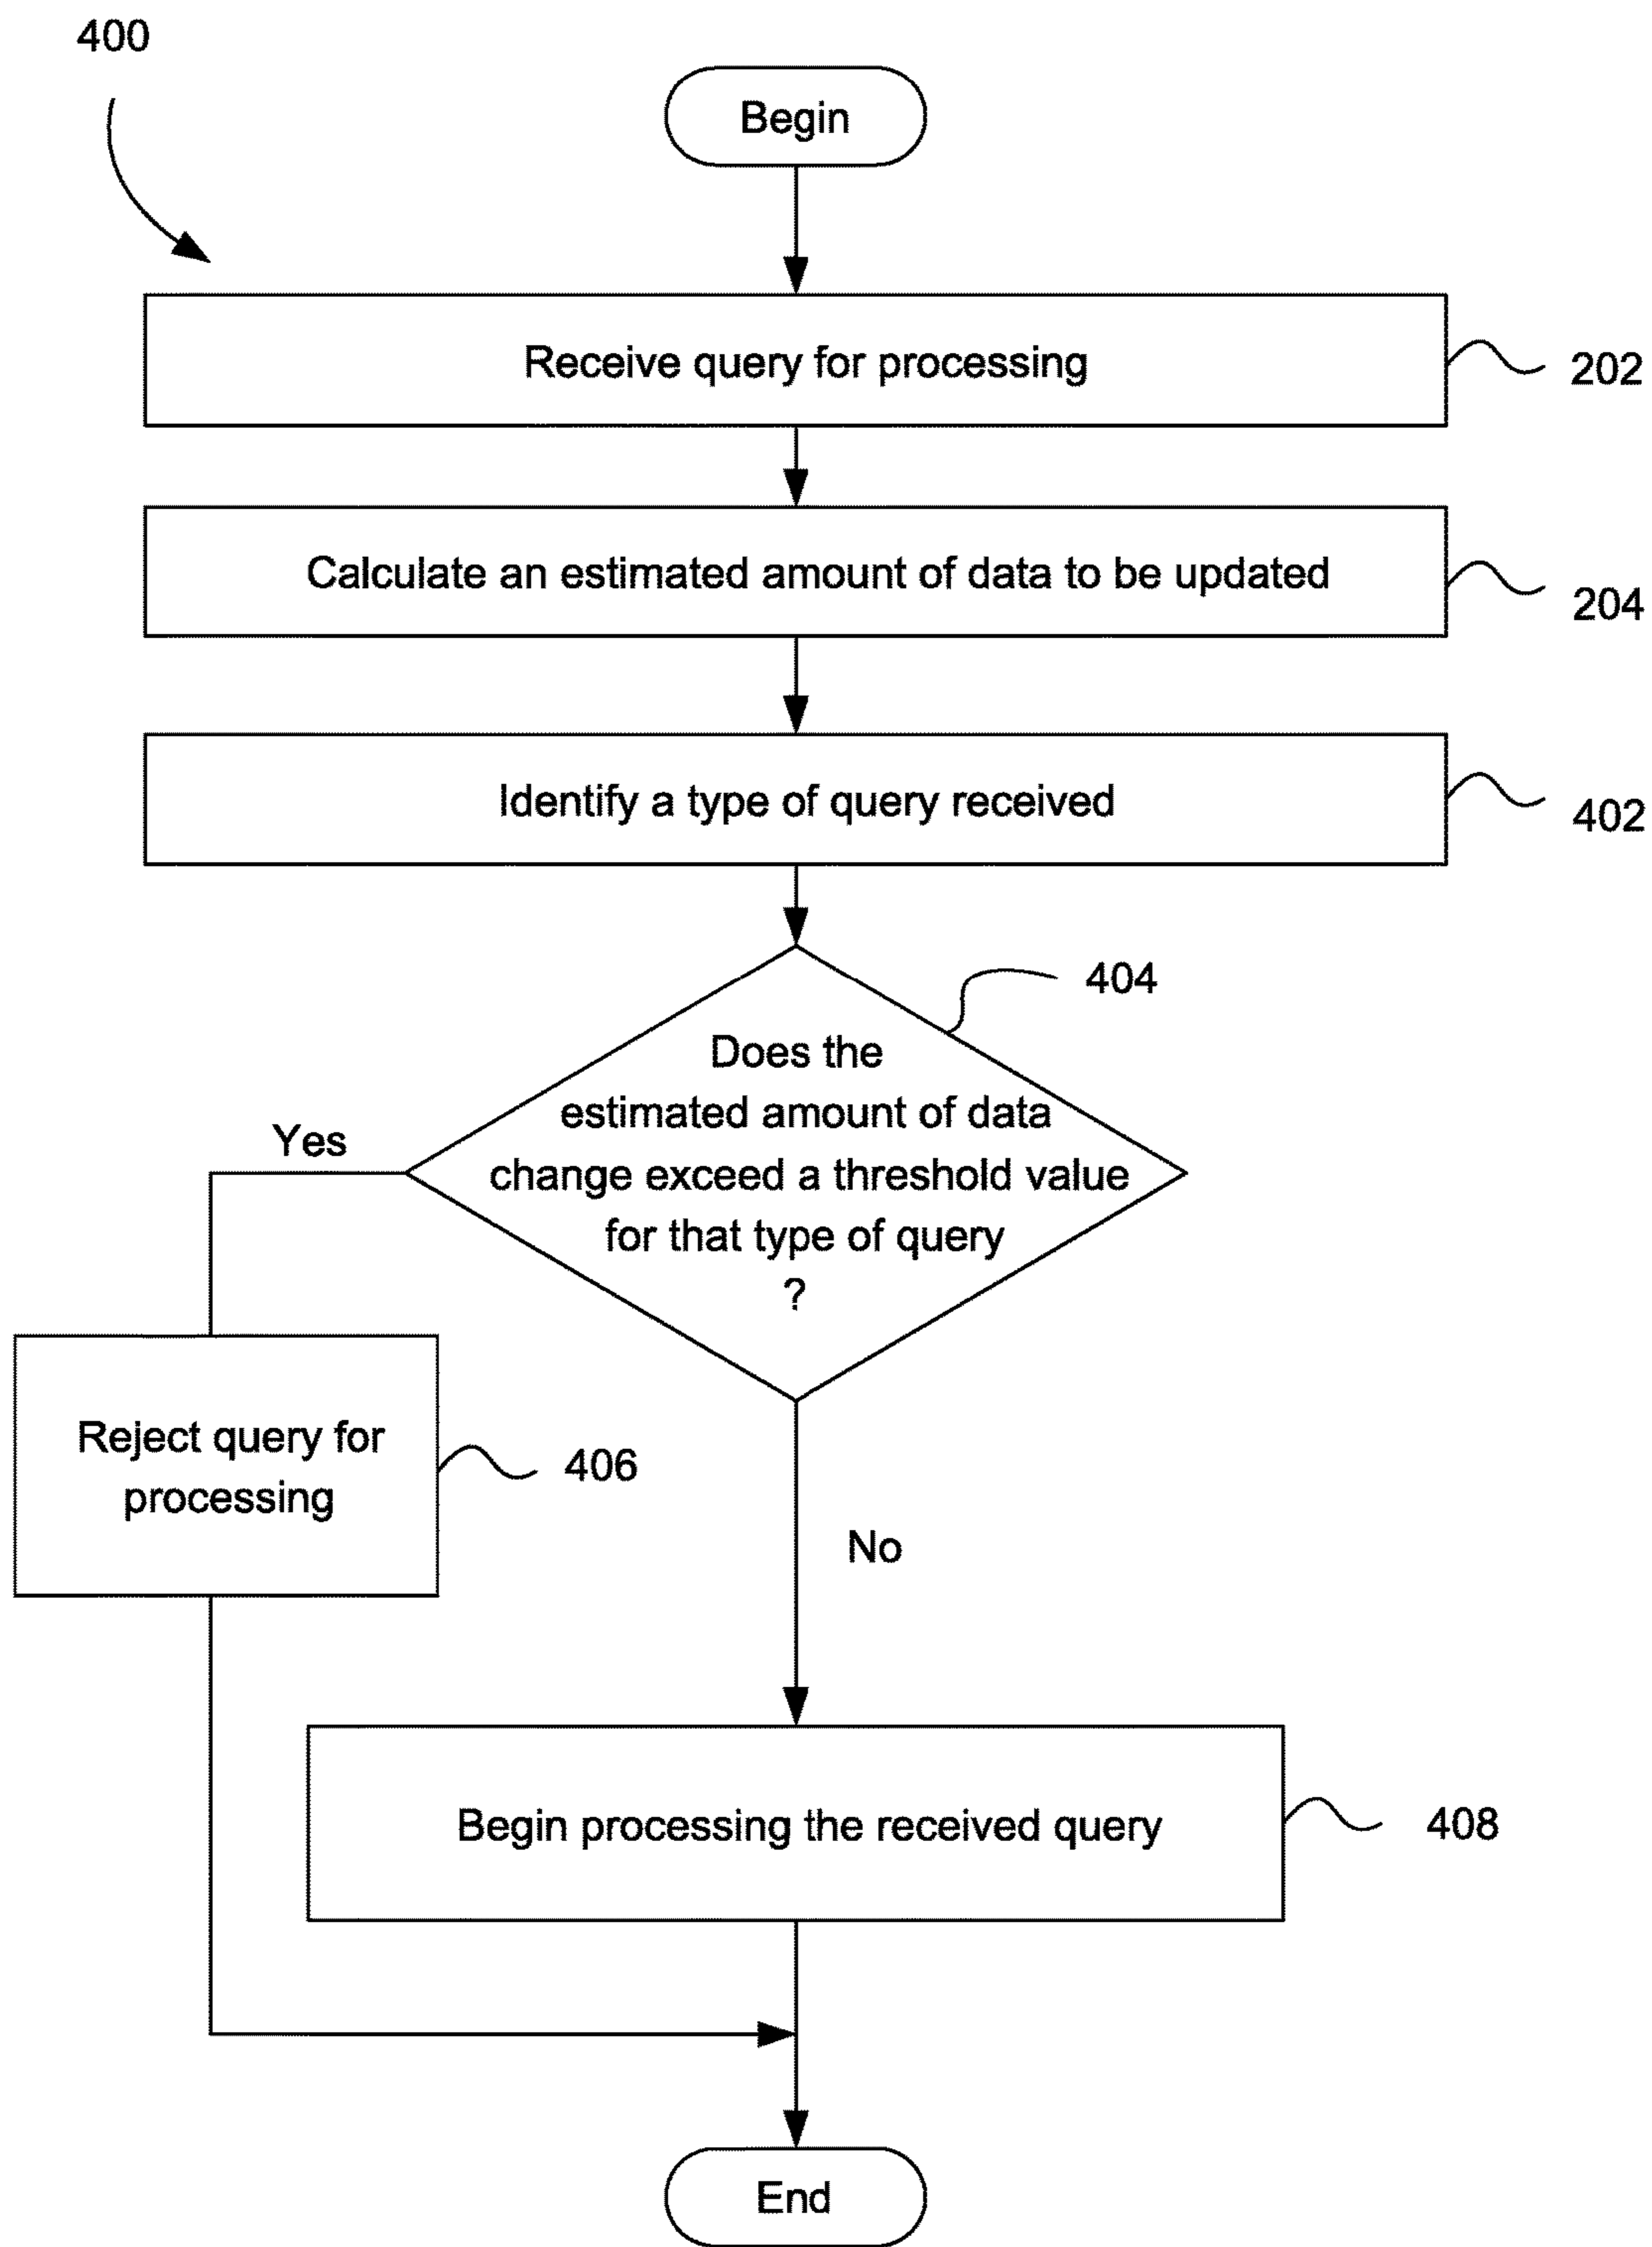 400
Begin
Receive query for processing
202
Calculate an estimated amount of data to be updated
204
Identify a type of query received
402
404
Does the
estimated amount of data
change exceed a threshold value
for that type of query
?
Yes
Reject query for
processing
406
No
Begin processing the received query
408
End